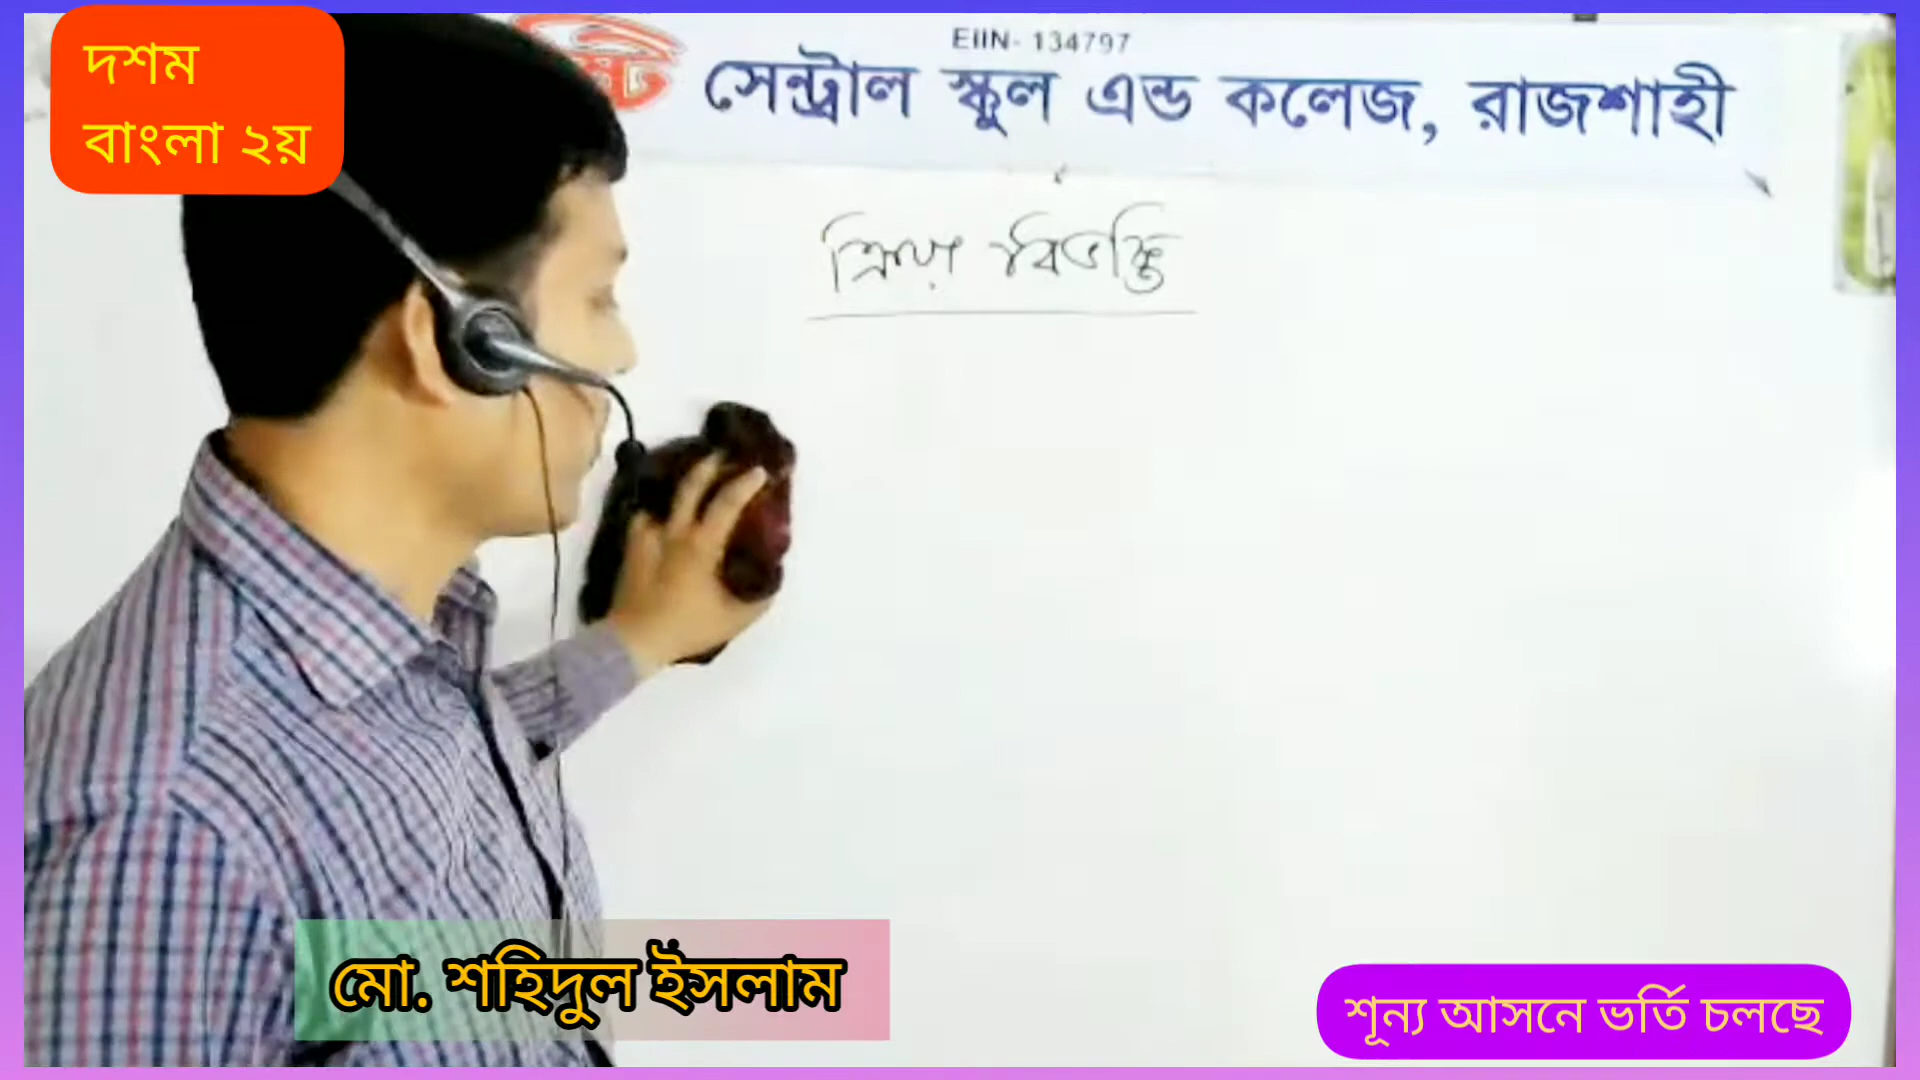 দশম
বাংলা ২য়
EIIN- 134797
সেন্ট্রাল স্কুল এন্ড কলেজ, রাজশাহী
ক্রিয়া বিভক্তি
মো. শহিদুল ইসলাম
শূন্য আসনে ভর্তি চলছে